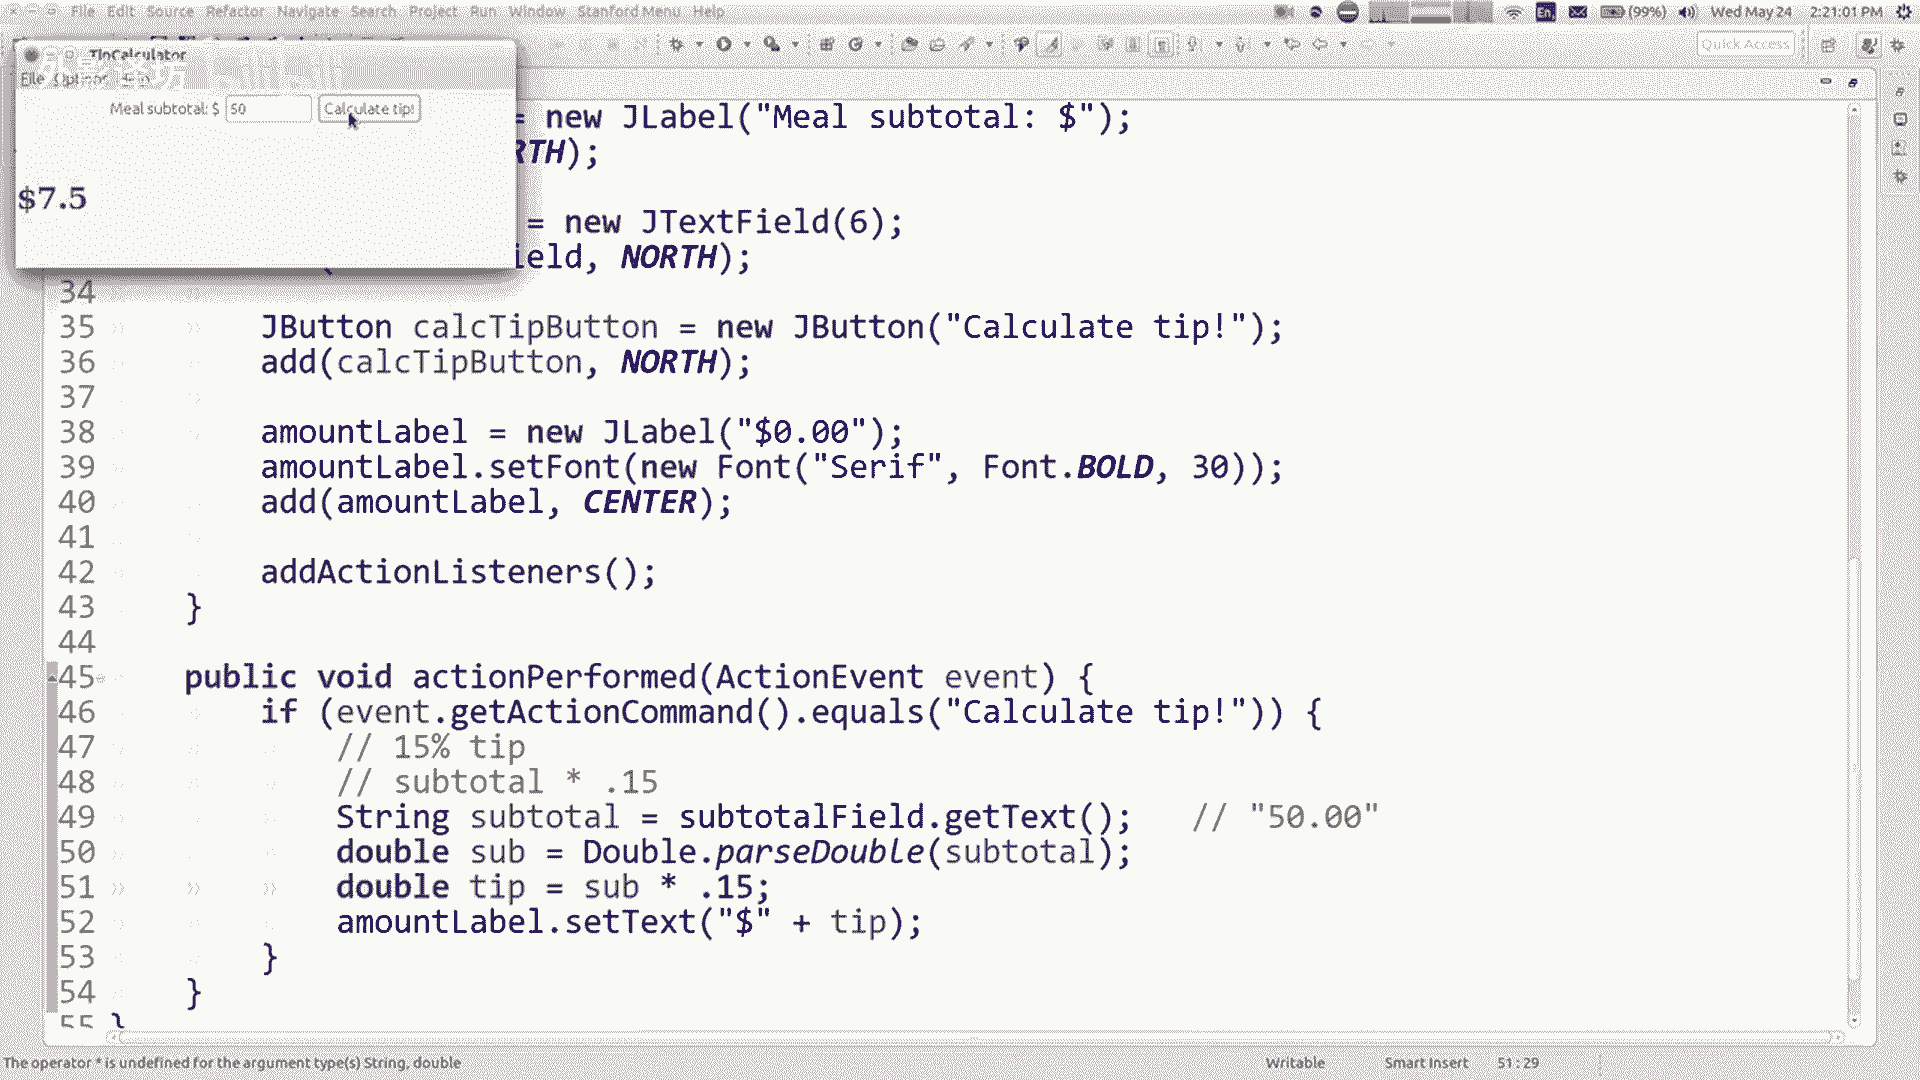 File Edit Source Refactor Navigate Search Project Run Window Stanford Menu Help
En (99%) Wed May 24 2:21:01 PM
Quick Access
TipCalculator
File Options Help
Meal subtotal: $ 50 Calculate tip!
$7.5
= new JLabel("Meal subtotal: $");
RTH);
= new JTextField(6);
ield, NORTH);
34
35 JButton calcTipButton = new JButton("Calculate tip!");
36 add(calcTipButton, NORTH);
37
38 amountLabel = new JLabel("$0.00");
39 amountLabel.setFont(new Font("Serif", Font.BOLD, 30));
40 add(amountLabel, CENTER);
41
42 addActionListeners();
43 }
44
45 public void actionPerformed(ActionEvent event) {
46 if (event.getActionCommand().equals("Calculate tip!")) {
47 // 15% tip
48 // subtotal * .15
49 String subtotal = subtotalField.getText(); // "50.00"
50 double sub = Double.parseDouble(subtotal);
51 double tip = sub * .15;
52 amountLabel.setText("$" + tip);
53 }
54 }
55 }
The operator * is undefined for the argument type(s) String, double Writable Smart Insert 51 : 29